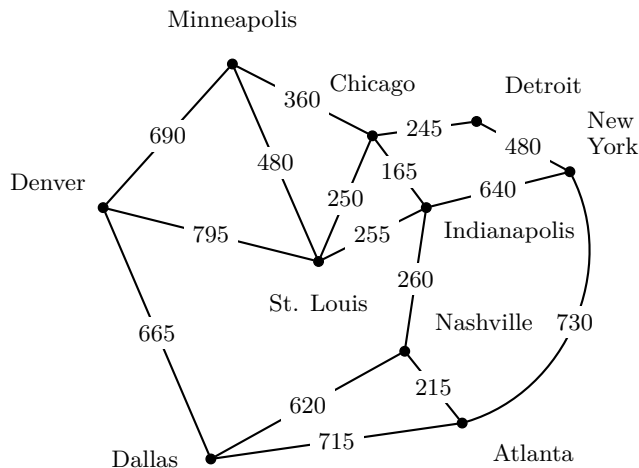 Minneapolis
Chicago
Detroit
360
New
York
245
690
480
480
165
Denver
640
250
795
255
Indianapolis
260
St. Louis
Nashville
730
665
215
620
715
Dallas
Atlanta